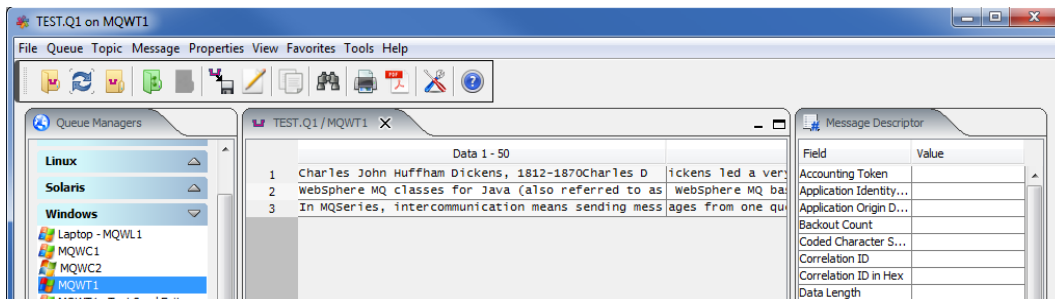 TEST.Q1 on MQWT1
File Queue Topic Message Properties View Favorites Tools Help
PDF
Queue Managers
TEST.Q1 / MQWT1
Message Descriptor
Linux
Solaris
Windows
Laptop - MQWL1
MQWC1
MQWC2
MQWT1
Data 1 - 50
1 Charles John Huffham Dickens, 1812-1870Charles D ickens led a very
2 WebSphere MQ classes for Java (also referred to as WebSphere MQ ba
3 In MQSeries, intercommunication means sending mess ages from one qu
Field Value
Accounting Token
Application Identity...
Application Origin D...
Backout Count
Coded Character S...
Correlation ID
Correlation ID in Hex
Data Length